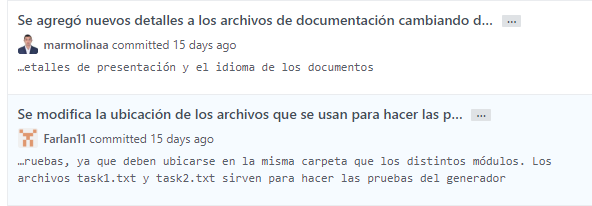 Se agregó nuevos detalles a los archivos de documentación cambiando d... ...
marmolinaa committed 15 days ago
...etalles de presentación y el idioma de los documentos
Se modifica la ubicación de los archivos que se usan para hacer las p... ...
Farlan11 committed 15 days ago
...ruebas, ya que deben ubicarse en la misma carpeta que los distintos módulos. Los
archivos task1.txt y task2.txt sirven para hacer las pruebas del generador